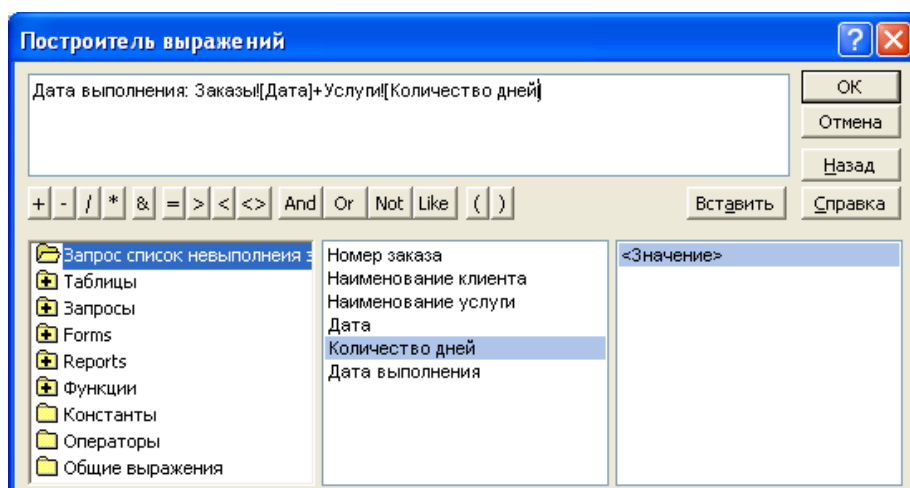 Построитель выражений
Дата выполнения: Заказы![Дата]+Услуги![Количество дней]
ОК
Отмена
Назад
+ - / * & = > < <> And Or Not Like ( )
Вставить
Справка
Запрос список невыполнеия з
Таблицы
Запросы
Forms
Reports
Функции
Константы
Операторы
Общие выражения
Номер заказа
Наименование клиента
Наименование услуги
Дата
Количество дней
Дата выполнения
<Значение>